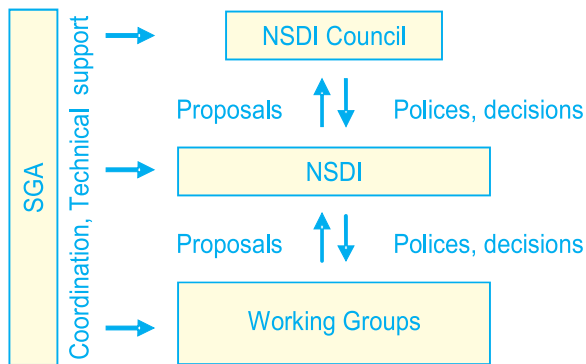 SGA
Coordination, Technical support
NSDI Council
Proposals
Polices, decisions
NSDI
Proposals
Polices, decisions
Working Groups